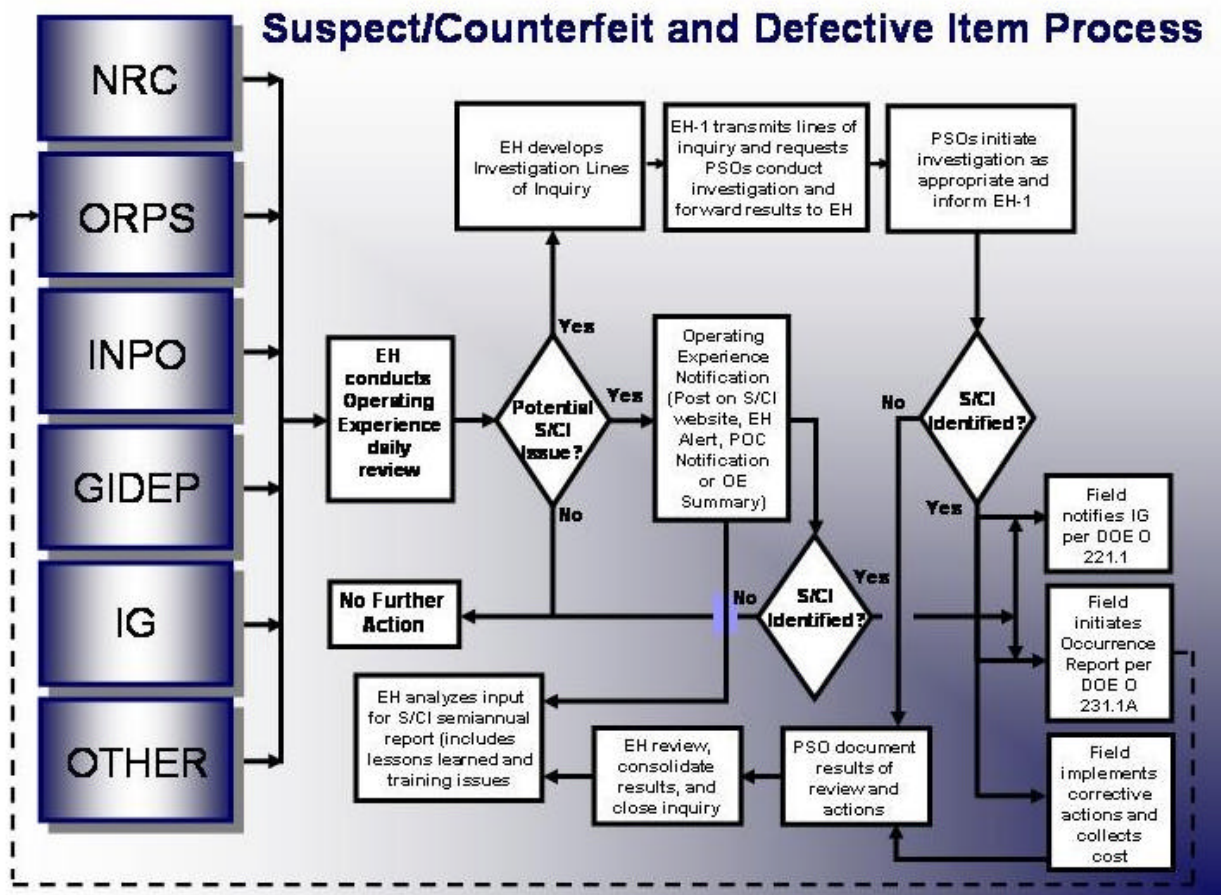 Suspect/Counterfeit and Defective Item Process
NRC
ORPS
INPO
GIDEP
IG
OTHER
EH develops
Investigation Lines
of Inquiry
EH-1 transmits lines of
inquiry and requests
PSOs conduct
investigation and
forward results to EH
PSOs initiate
investigation as
appropriate and
inform EH-1
EH
conducts
Operating
Experience
daily
review
Yes
Potential
S/CI
Issue?
Yes
No
Operating
Experience
Notification
(Post on S/CI
website, EH
Alert, POC
Notification
or OE
Summary)
No
S/CI
Identified?
Yes
Field
notifies IG
per DOE O
221.1
No Further
Action
No
S/CI
Identified?
Yes
Field
initiates
Occurrence
Report per
DOE O
231.1A
EH analyzes input
for S/CI semiannual
report (includes
lessons learned and
training issues
EH review,
consolidate
results, and
close inquiry
PSO document
results of
review and
actions
Field
implements
corrective
actions and
collects
cost